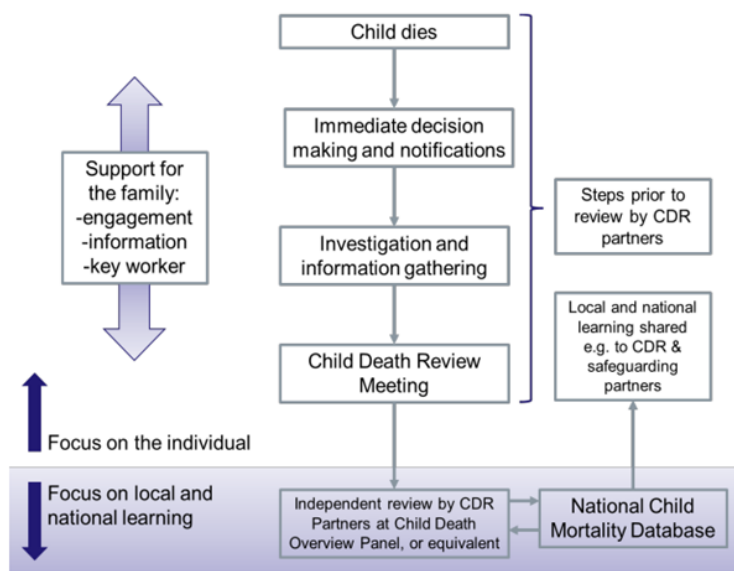 Child dies
Immediate decision
making and notifications
Support for
the family:
-engagement
-information
-key worker
Steps prior to
review by CDR
partners
Investigation and
information gathering
Local and national
learning shared
e.g. to CDR &
safeguarding
partners
Child Death Review
Meeting
Focus on the individual
Focus on local and
national learning
Independent review by CDR
Partners at Child Death
Overview Panel, or equivalent
National Child
Mortality Database